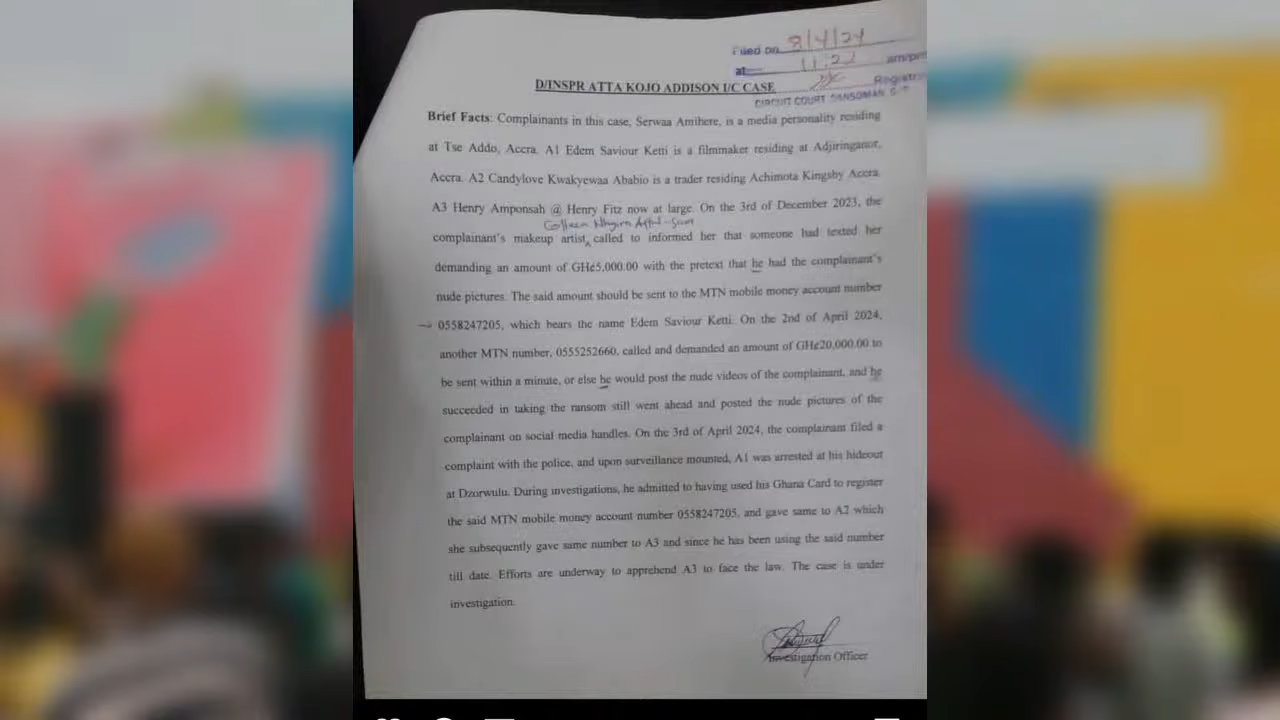 Filed on 8/4/24
at 11:22 am/pm
Registrar
CIRCUIT COURT DANSOMAN
D/INSPR ATTA KOJO ADDISON I/C CASE
Brief Facts: Complainants in this case, Serwaa Amihere, is a media personality residing
at Tse Addo, Accra. A1 Edem Saviour Ketti is a filmmaker residing at Adjiringanor,
Accra. A2 Candylove Kwakyewaa Ababio is a trader residing Achimota Kingsby Accra.
A3 Henry Amponsah @ Henry Fitz now at large. On the 3rd of December 2023, the
complainant's makeup artist, called to informed her that someone had texted her
demanding an amount of GH¢5,000.00 with the pretext that he had the complainant's
nude pictures. The said amount should be sent to the MTN mobile money account number
→ 0558247205, which bears the name Edem Saviour Ketti. On the 2nd of April 2024,
another MTN number, 0555252660, called and demanded an amount of GH¢20,000.00 to
be sent within a minute, or else he would post the nude videos of the complainant, and he
succeeded in taking the ransom still went ahead and posted the nude pictures of the
complainant on social media handles. On the 3rd of April 2024, the complainant filed a
complaint with the police, and upon surveillance mounted, A1 was arrested at his hideout
at Dzorwulu. During investigations, he admitted to having used his Ghana Card to register
the said MTN mobile money account number 0558247205, and gave same to A2 which
she subsequently gave same number to A3 and since he has been using the said number
till date. Efforts are underway to apprehend A3 to face the law. The case is under
investigation.
Investigation Officer